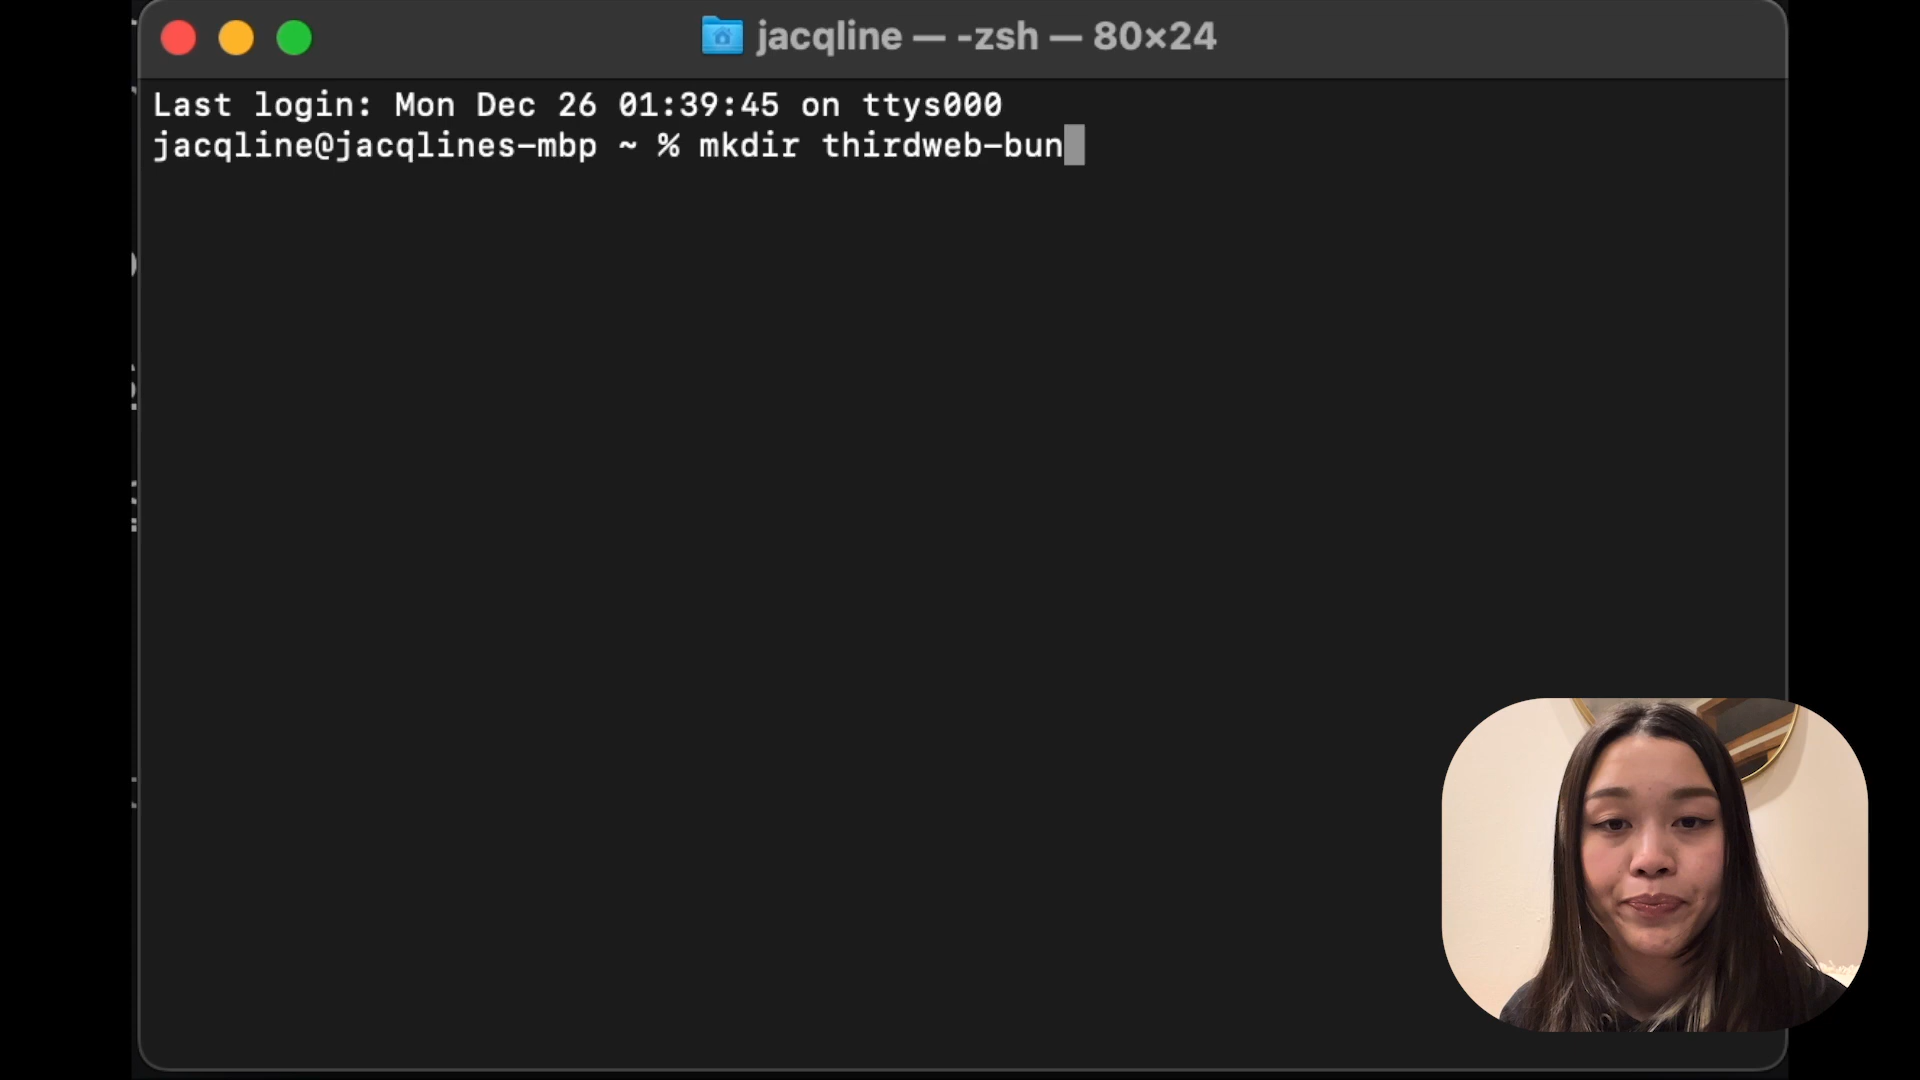 jacqline — -zsh — 80×24
Last login: Mon Dec 26 01:39:45 on ttys000
jacqline@jacqlines-mbp ~ % mkdir thirdweb-bun